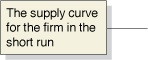 The supply curve
for the firm in the
short run